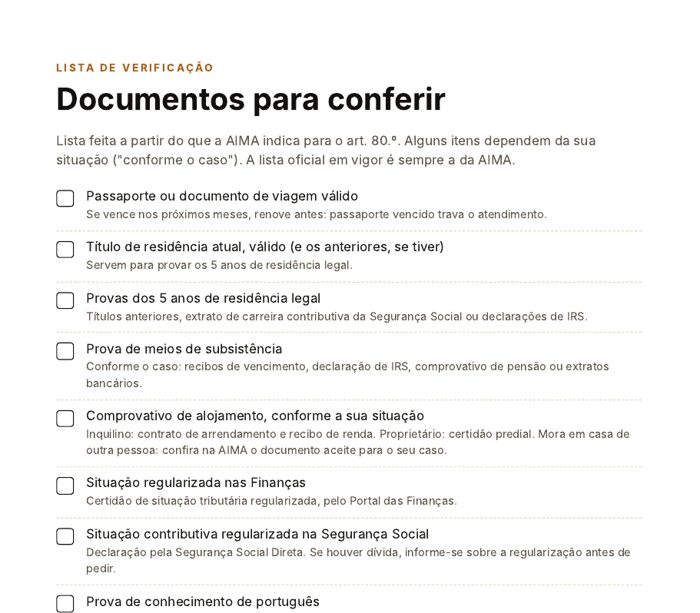 LISTA DE VERIFICAÇÃO
Documentos para conferir
Lista feita a partir do que a AIMA indica para o art. 80.º. Alguns itens dependem da sua
situação ("conforme o caso"). A lista oficial em vigor é sempre a da AIMA.
Passaporte ou documento de viagem válido
Se vence nos próximos meses, renove antes: passaporte vencido trava o atendimento.
Título de residência atual, válido (e os anteriores, se tiver)
Servem para provar os 5 anos de residência legal.
Provas dos 5 anos de residência legal
Títulos anteriores, extrato de carreira contributiva da Segurança Social ou declarações de IRS.
Prova de meios de subsistência
Conforme o caso: recibos de vencimento, declaração de IRS, comprovativo de pensão ou extratos
bancários.
Comprovativo de alojamento, conforme a sua situação
Inquilino: contrato de arrendamento e recibo de renda. Proprietário: certidão predial. Mora em casa de
outra pessoa: confira na AIMA o documento aceite para o seu caso.
Situação regularizada nas Finanças
Certidão de situação tributária regularizada, pelo Portal das Finanças.
Situação contributiva regularizada na Segurança Social
Declaração pela Segurança Social Direta. Se houver dívida, informe-se sobre a regularização antes de
pedir.
Prova de conhecimento de português